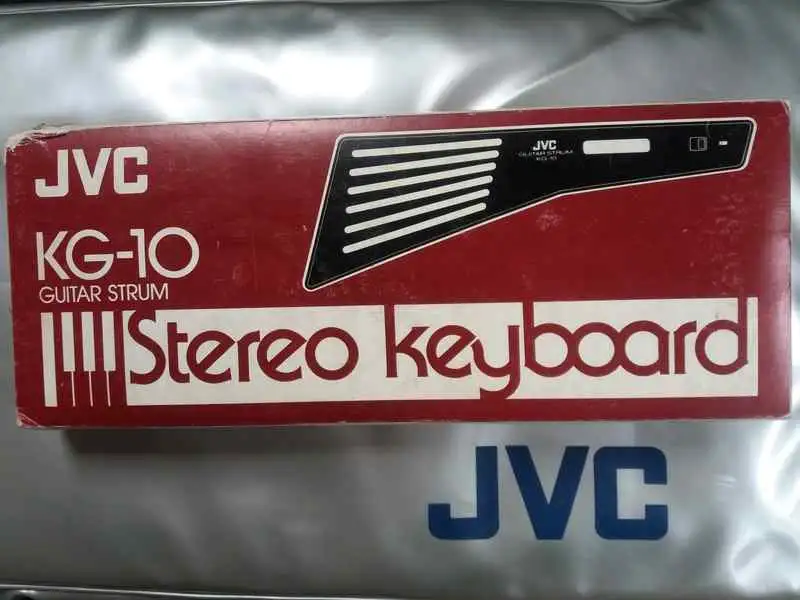 JVC
KG-10
GUITAR STRUM
JVC
GUITAR STRUM
KG-10
Stereo keyboard
JVC